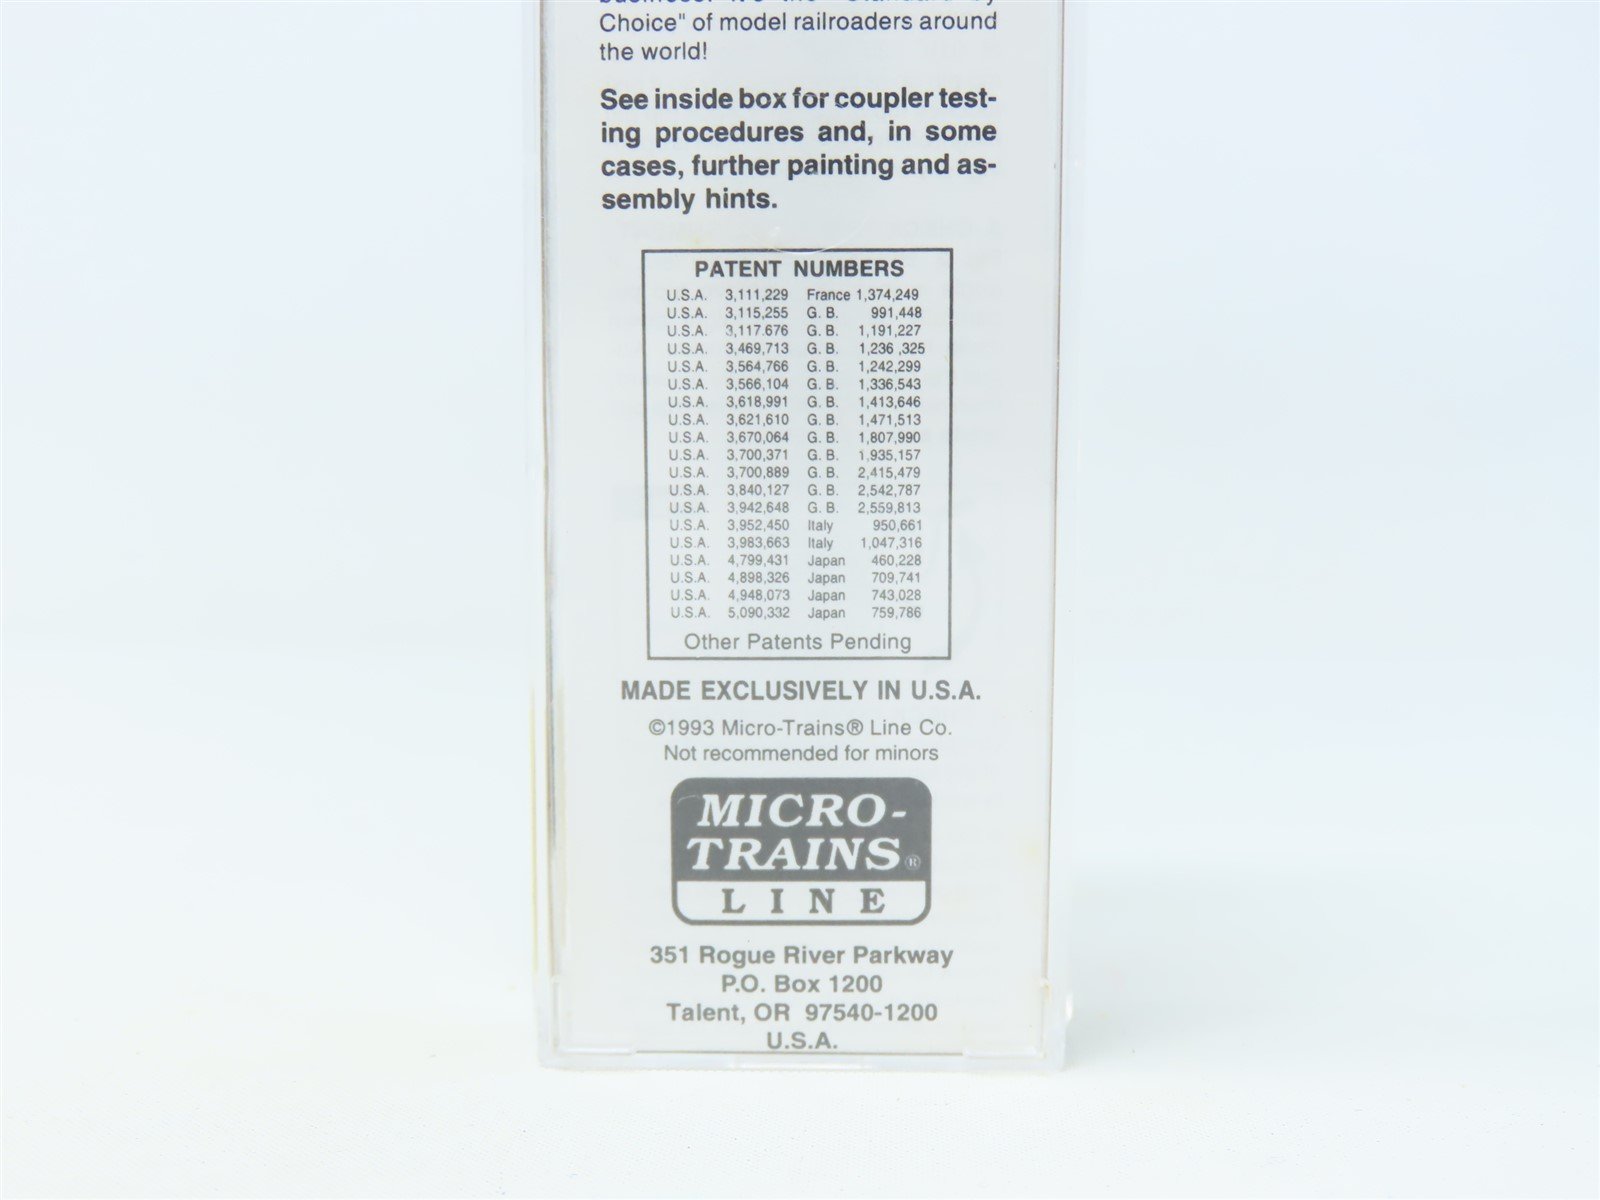 Choice" of model railroaders around
the world!
See inside box for coupler test-
ing procedures and, in some
cases, further painting and as-
sembly hints.
PATENT NUMBERS
U.S.A. 3,111,229 France 1,374,249
U.S.A. 3,115,255 G. B. 991,448
U.S.A. 3,117.676 G. B. 1,191,227
U.S.A. 3,469,713 G. B. 1,236 ,325
U.S.A. 3,564,766 G. B. 1,242,299
U.S.A. 3,566,104 G. B. 1,336,543
U.S.A. 3,618,991 G. B. 1,413,646
U.S.A. 3,621,610 G. B. 1,471,513
U.S.A. 3,670,064 G. B. 1,807,990
U.S.A. 3,700,371 G. B. 1,935,157
U.S.A. 3,700,889 G. B. 2,415,479
U.S.A. 3,840,127 G. B. 2,542,787
U.S.A. 3,942,648 G. B. 2,559,813
U.S.A. 3,952,450 Italy 950,661
U.S.A. 3,983,663 Italy 1,047,316
U.S.A. 4,799,431 Japan 460,228
U.S.A. 4,898,326 Japan 709,741
U.S.A. 4,948,073 Japan 743,028
U.S.A. 5,090,332 Japan 759,786
Other Patents Pending
MADE EXCLUSIVELY IN U.S.A.
©1993 Micro-Trains® Line Co.
Not recommended for minors
MICRO-
TRAINS®
LINE
351 Rogue River Parkway
P.O. Box 1200
Talent, OR 97540-1200
U.S.A.